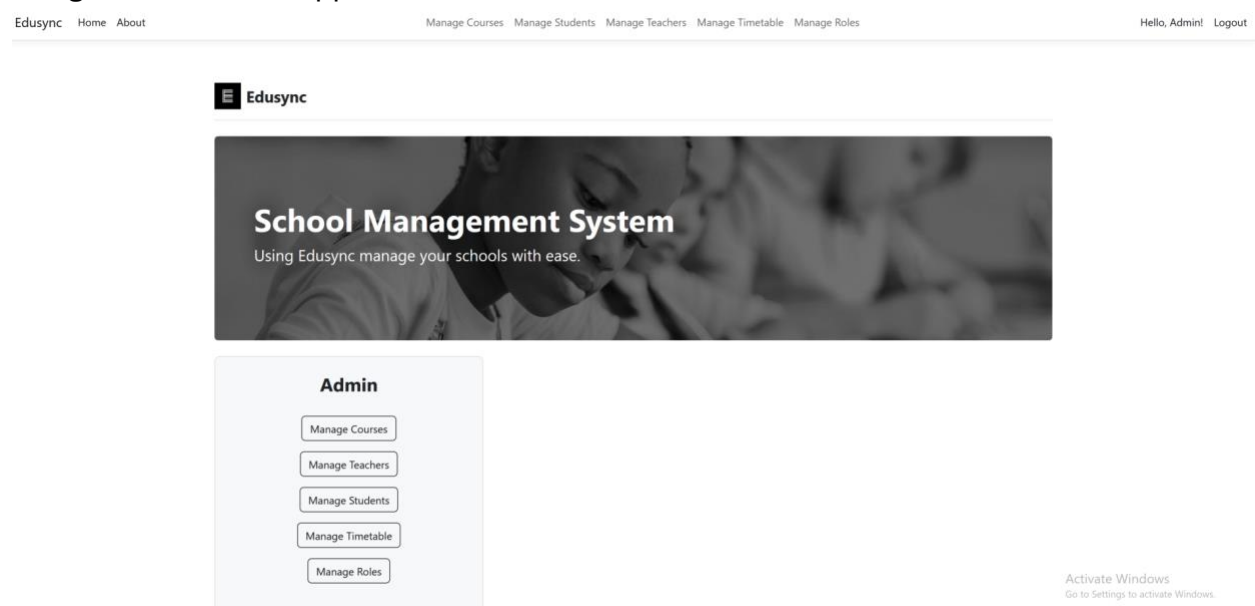 Edusync Home About Manage Courses Manage Students Manage Teachers Manage Timetable Manage Roles Hello, Admin! Logout
E Edusync
School Management System
Using Edusync manage your schools with ease.
Admin
Manage Courses
Manage Teachers
Manage Students
Manage Timetable
Manage Roles
Activate Windows
Go to Settings to activate Windows.